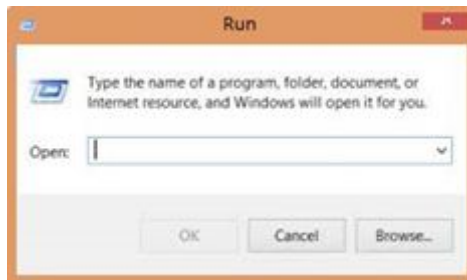 Run
Type the name of a program, folder, document, or
Internet resource, and Windows will open it for you.
Open:
OK Cancel Browse...